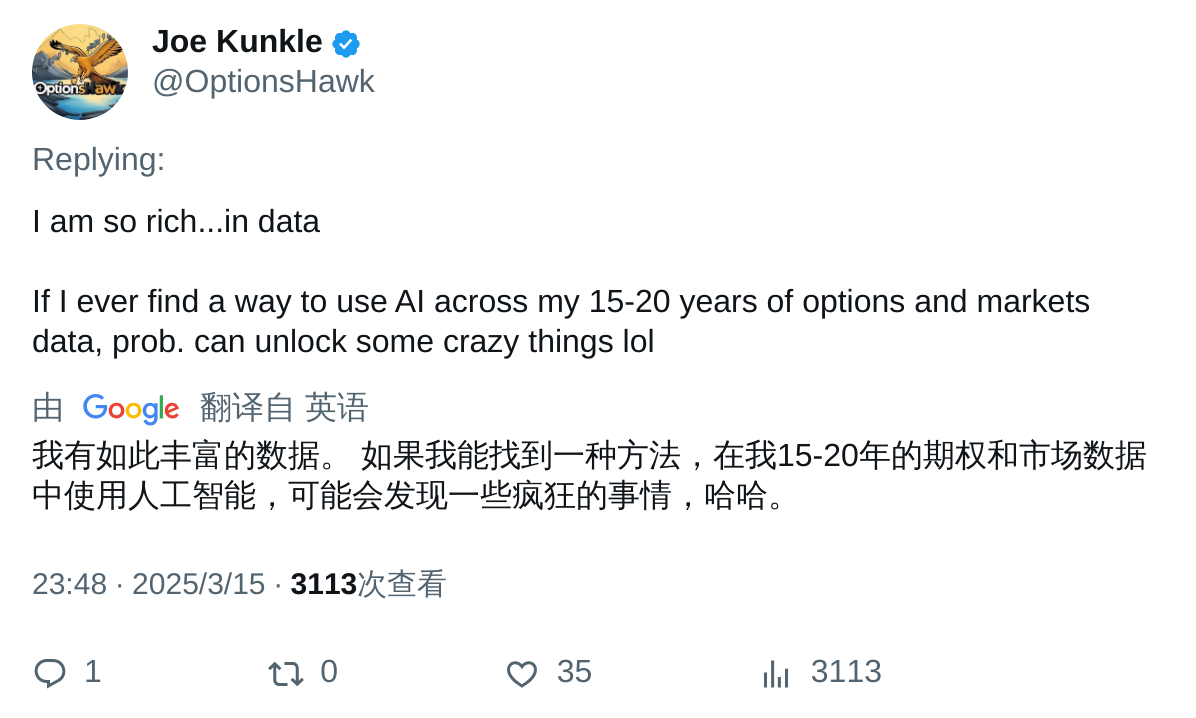 Joe Kunkle
@OptionsHawk
OptionsHawk
Replying:
I am so rich...in data
If I ever find a way to use AI across my 15-20 years of options and markets
data, prob. can unlock some crazy things lol
由 Google 翻译自 英语
我有如此丰富的数据。 如果我能找到一种方法，在我15-20年的期权和市场数据
中使用人工智能，可能会发现一些疯狂的事情，哈哈。
23:48 · 2025/3/15 · 3113次查看
1 0 35 3113